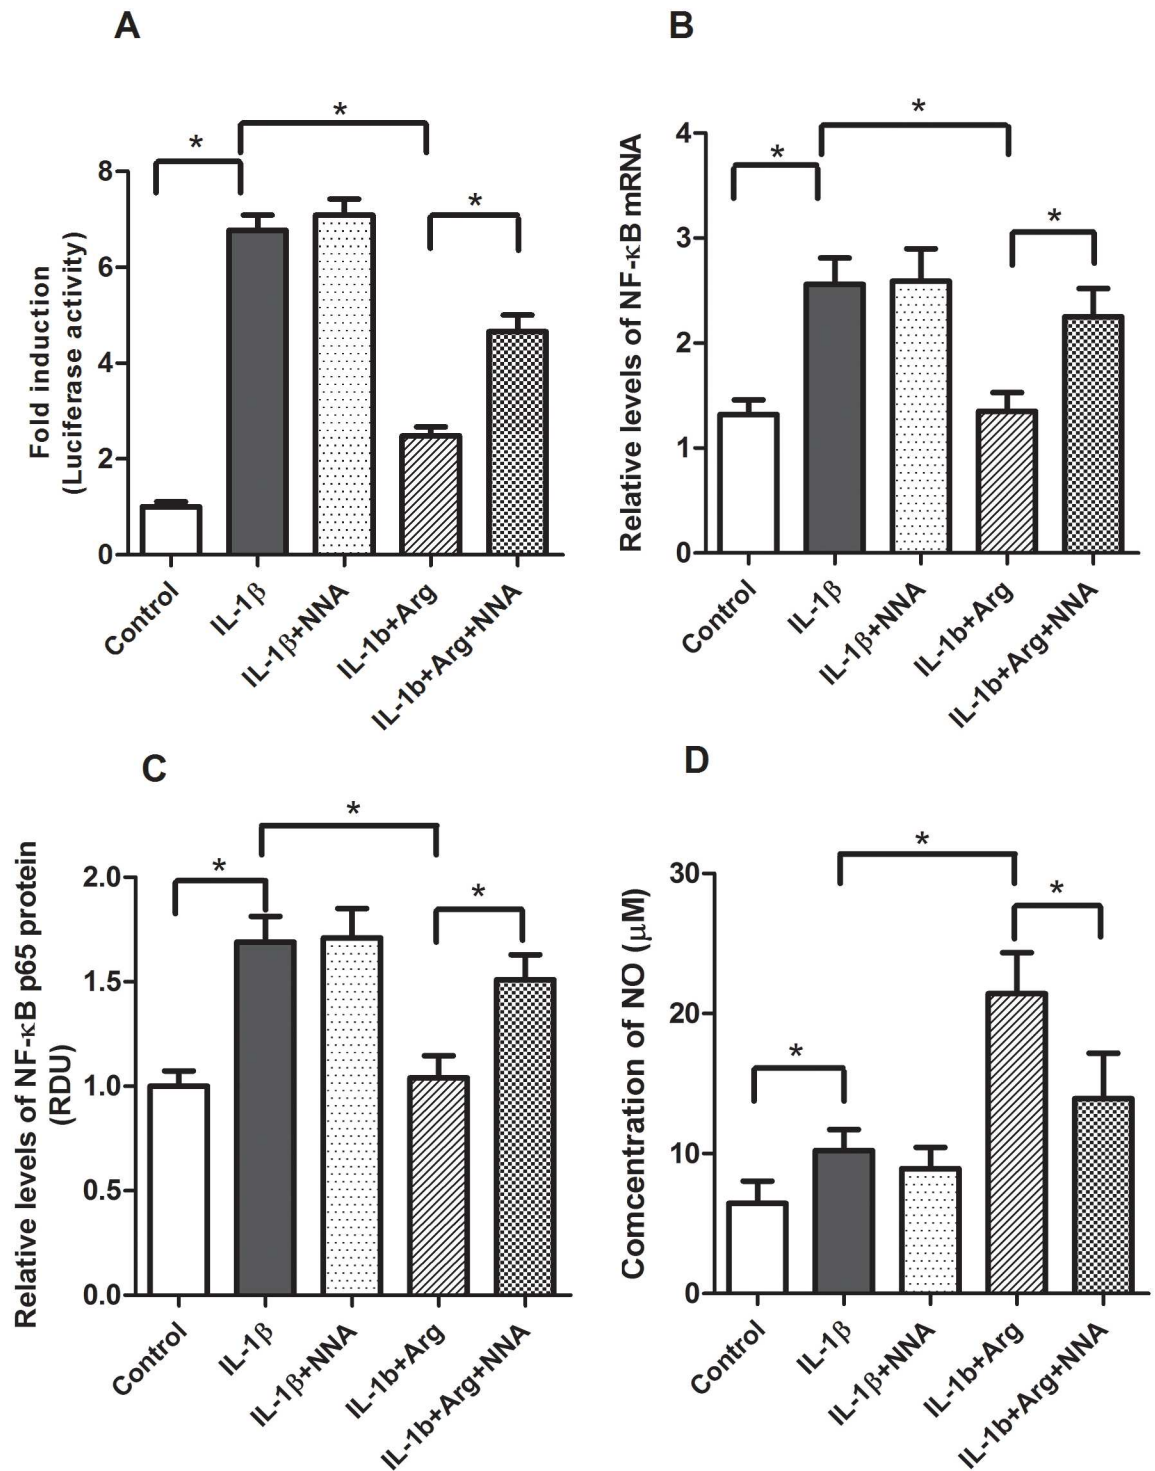 A
*
*
*
8
6
4
2
0
Fold induction
(Luciferase activity)
Control
IL-1β
IL-1β+NNA
IL-1b+Arg
IL-1b+Arg+NNA
B
*
*
*
4
3
2
1
0
Relative levels of NF-κB mRNA
Control
IL-1β
IL-1β+NNA
IL-1b+Arg
IL-1b+Arg+NNA
C
*
*
*
2.0
1.5
1.0
0.5
0.0
Relative levels of NF-κB p65 protein
(RDU)
Control
IL-1β
IL-1β+NNA
IL-1b+Arg
IL-1b+Arg+NNA
D
*
*
*
30
20
10
0
Comcentration of NO (μM)
Control
IL-1β
IL-1β+NNA
IL-1b+Arg
IL-1b+Arg+NNA